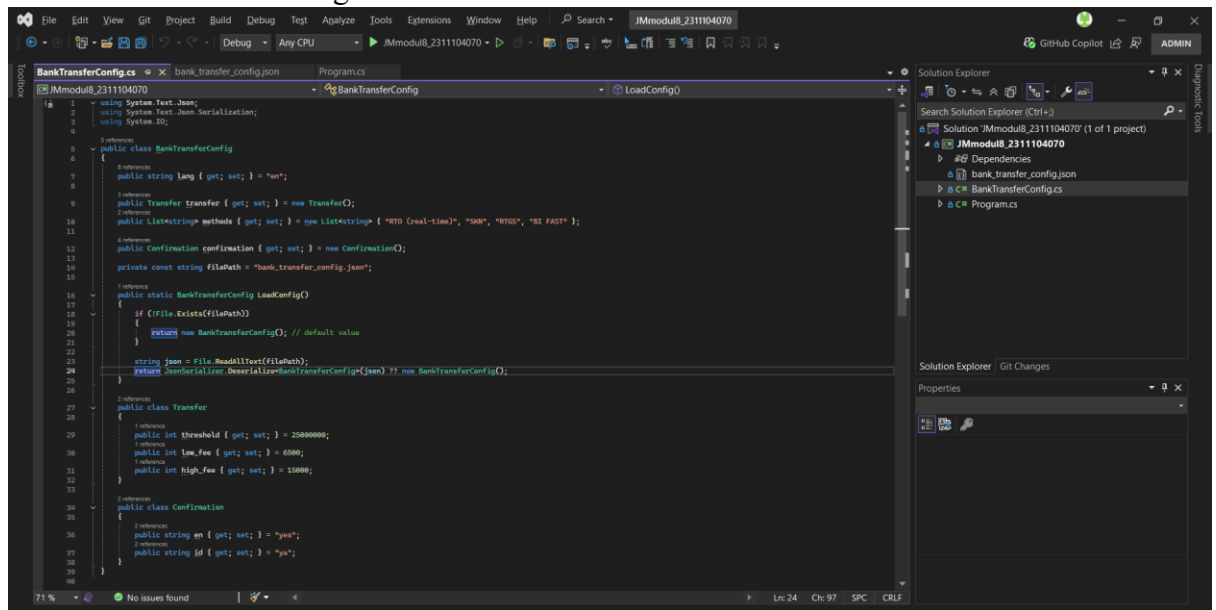 File Edit View Git Project Build Debug Test Analyze Tools Extensions Window Help Search JMmodul8_2311104070
Debug Any CPU JMmodul8_2311104070 GitHub Copilot ADMIN
Toolbox
BankTransferConfig.cs bank_transfer_config.json Program.cs
JMmodul8_2311104070 BankTransferConfig LoadConfig()
1 using System.Text.Json;
2 using System.Text.Json.Serialization;
3 using System.IO;
4
5 references
5 public class BankTransferConfig
6 {
8 references
7 public string lang { get; set; } = "en";
8
3 references
9 public Transfer transfer { get; set; } = new Transfer();
2 references
10 public List<string> methods { get; set; } = new List<string> { "RTO (real-time)", "SKN", "RTGS", "BI FAST" };
11
4 references
12 public Confirmation confirmation { get; set; } = new Confirmation();
13
14 private const string filePath = "bank_transfer_config.json";
15
1 reference
16 public static BankTransferConfig LoadConfig()
17 {
18 if (!File.Exists(filePath))
19 {
20 return new BankTransferConfig(); // default value
21 }
22
23 string json = File.ReadAllText(filePath);
24 return JsonSerializer.Deserialize<BankTransferConfig>(json) ?? new BankTransferConfig();
25 }
26
2 references
27 public class Transfer
28 {
1 reference
29 public int threshold { get; set; } = 25000000;
1 reference
30 public int low_fee { get; set; } = 6500;
1 reference
31 public int high_fee { get; set; } = 15000;
32 }
33
2 references
34 public class Confirmation
35 {
2 references
36 public string en { get; set; } = "yes";
2 references
37 public string id { get; set; } = "ya";
38 }
39 }
40
71 % No issues found Ln: 24 Ch: 97 SPC CRLF
Solution Explorer
Search Solution Explorer (Ctrl+;)
Solution 'JMmodul8_2311104070' (1 of 1 project)
JMmodul8_2311104070
Dependencies
bank_transfer_config.json
C# BankTransferConfig.cs
C# Program.cs
Solution Explorer Git Changes
Properties
Diagnostic Tools